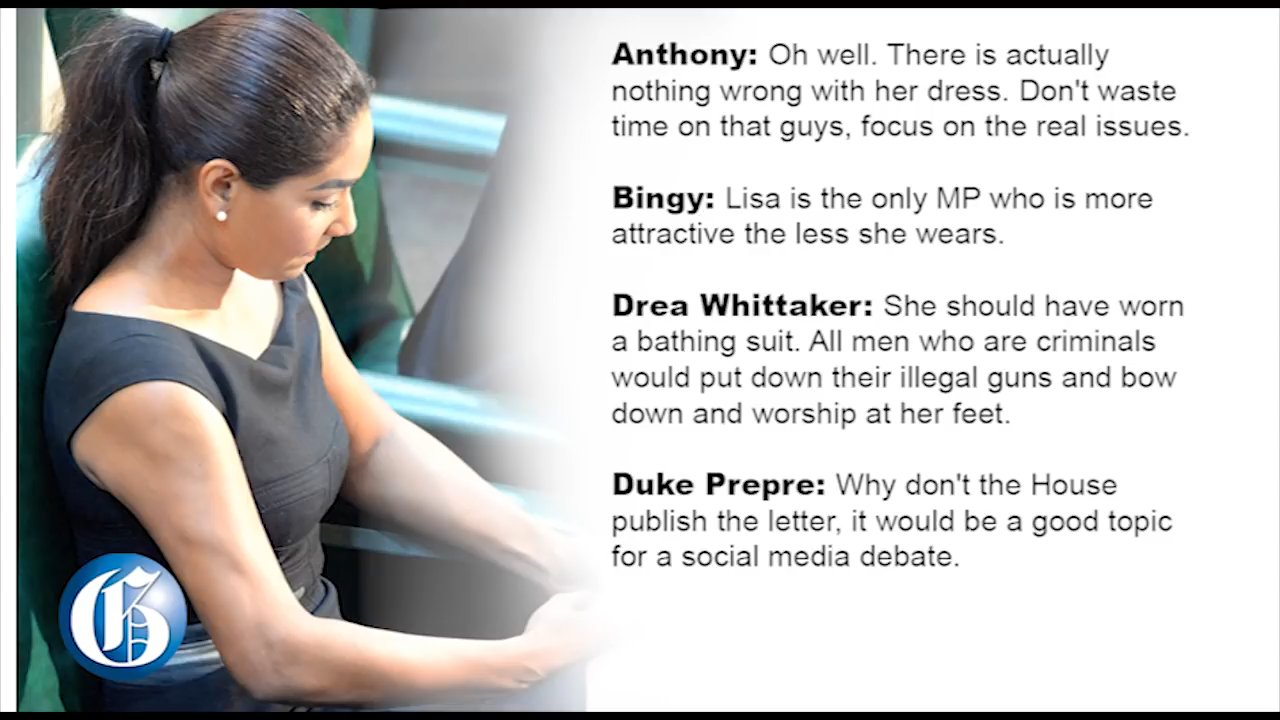 Anthony: Oh well. There is actually
nothing wrong with her dress. Don't waste
time on that guys, focus on the real issues.
Bingy: Lisa is the only MP who is more
attractive the less she wears.
Drea Whittaker: She should have worn
a bathing suit. All men who are criminals
would put down their illegal guns and bow
down and worship at her feet.
Duke Prepre: Why don't the House
publish the letter, it would be a good topic
for a social media debate.
G